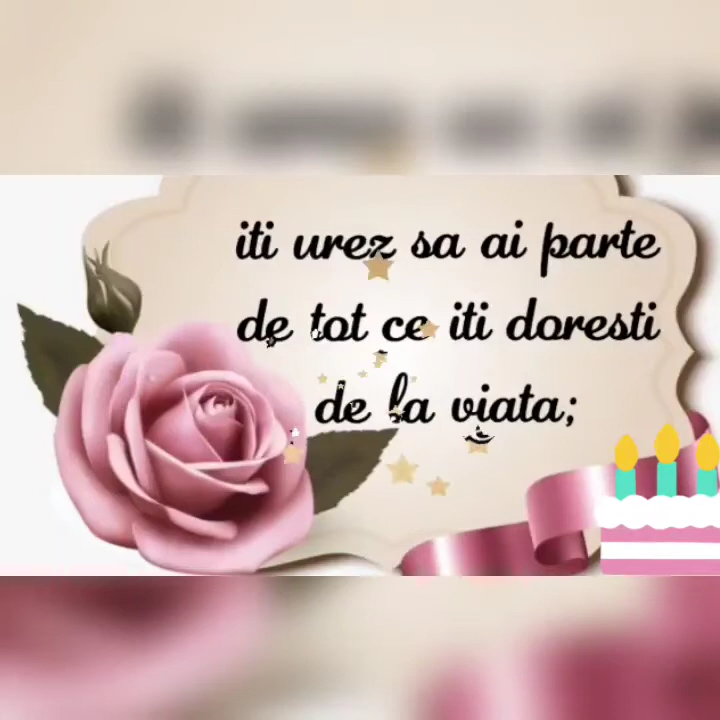 iti urez sa ai parte
de tot ce iti doresti
de la viata;